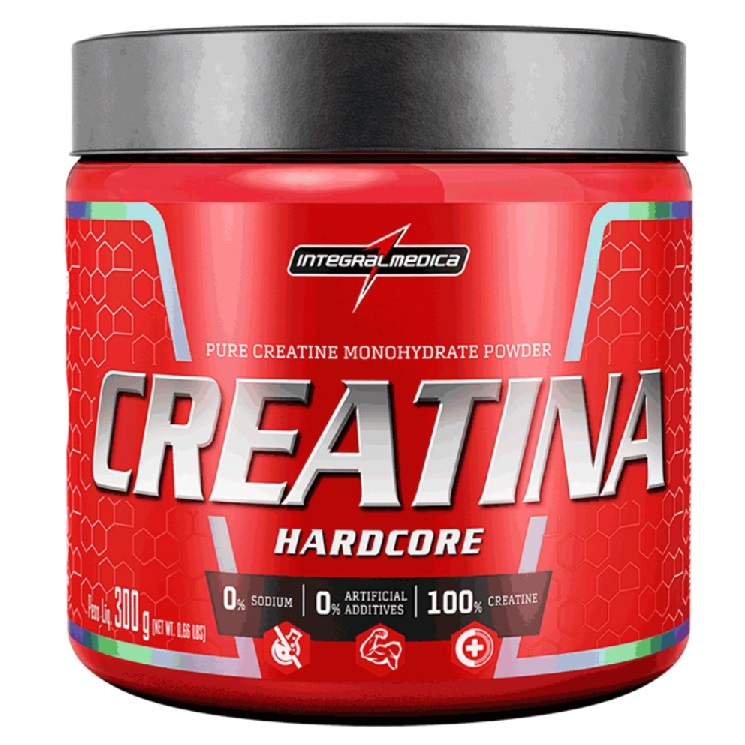 INTEGRALMEDICA
PURE CREATINE MONOHYDRATE POWDER
CREATINA
HARDCORE
0% SODIUM | 0% ARTIFICIAL ADDITIVES | 100% CREATINE
Peso Líq. 300 g (NET WT. 0,66 LBS)